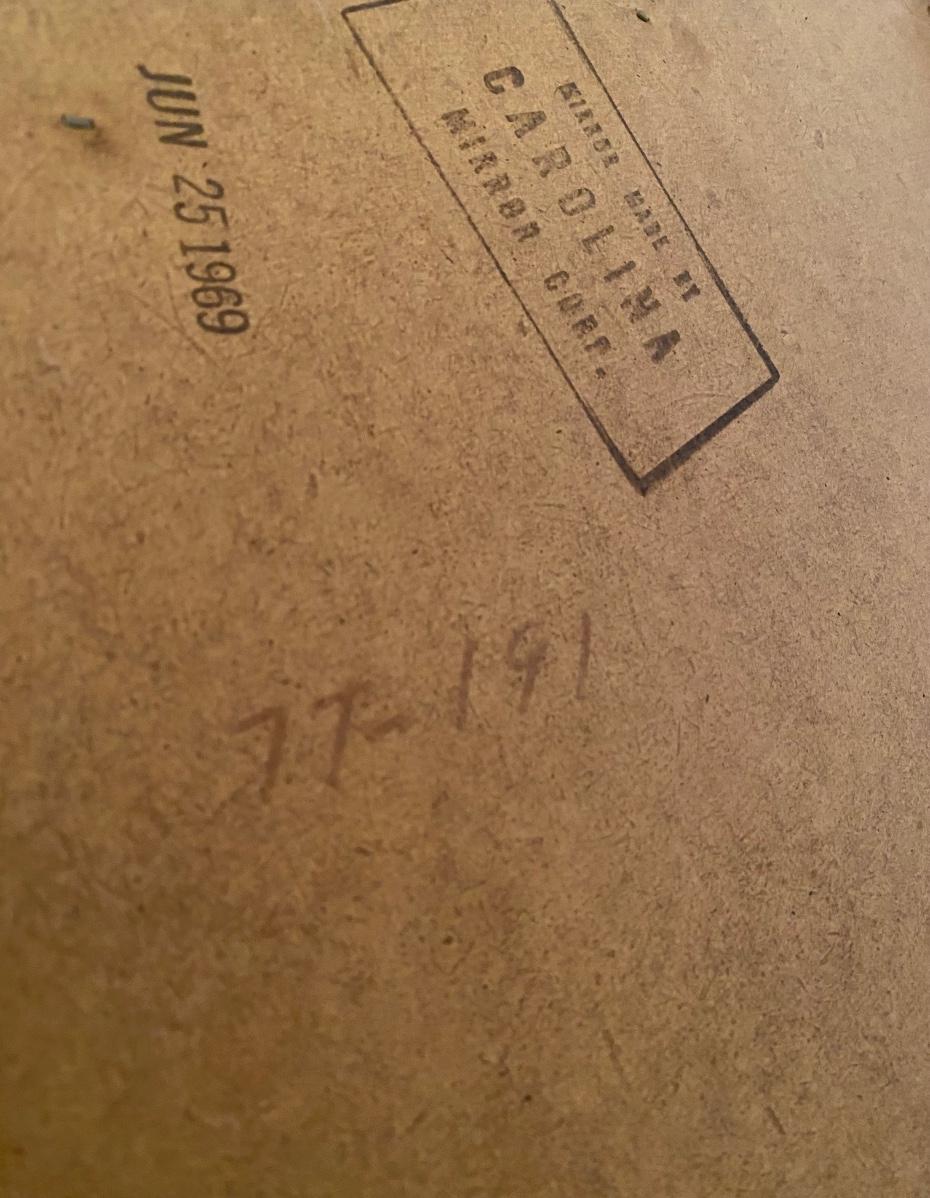 MIRROR MADE BY
CAROLINA
MIRROR CORP.
JUN 25 1969
77-191